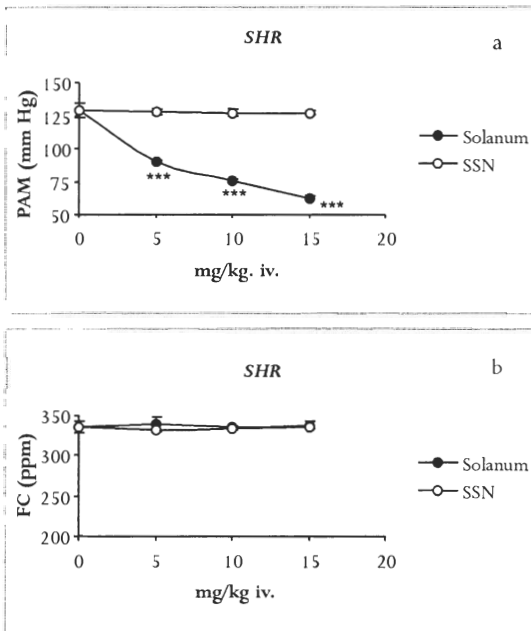 SHR
a
150
125
100
75
50
PAM (mm Hg)
***
***
***
0 5 10 15 20
mg/kg. iv.
Solanum
SSN
SHR
b
350
300
250
200
FC (ppm)
0 5 10 15 20
mg/kg iv.
Solanum
SSN